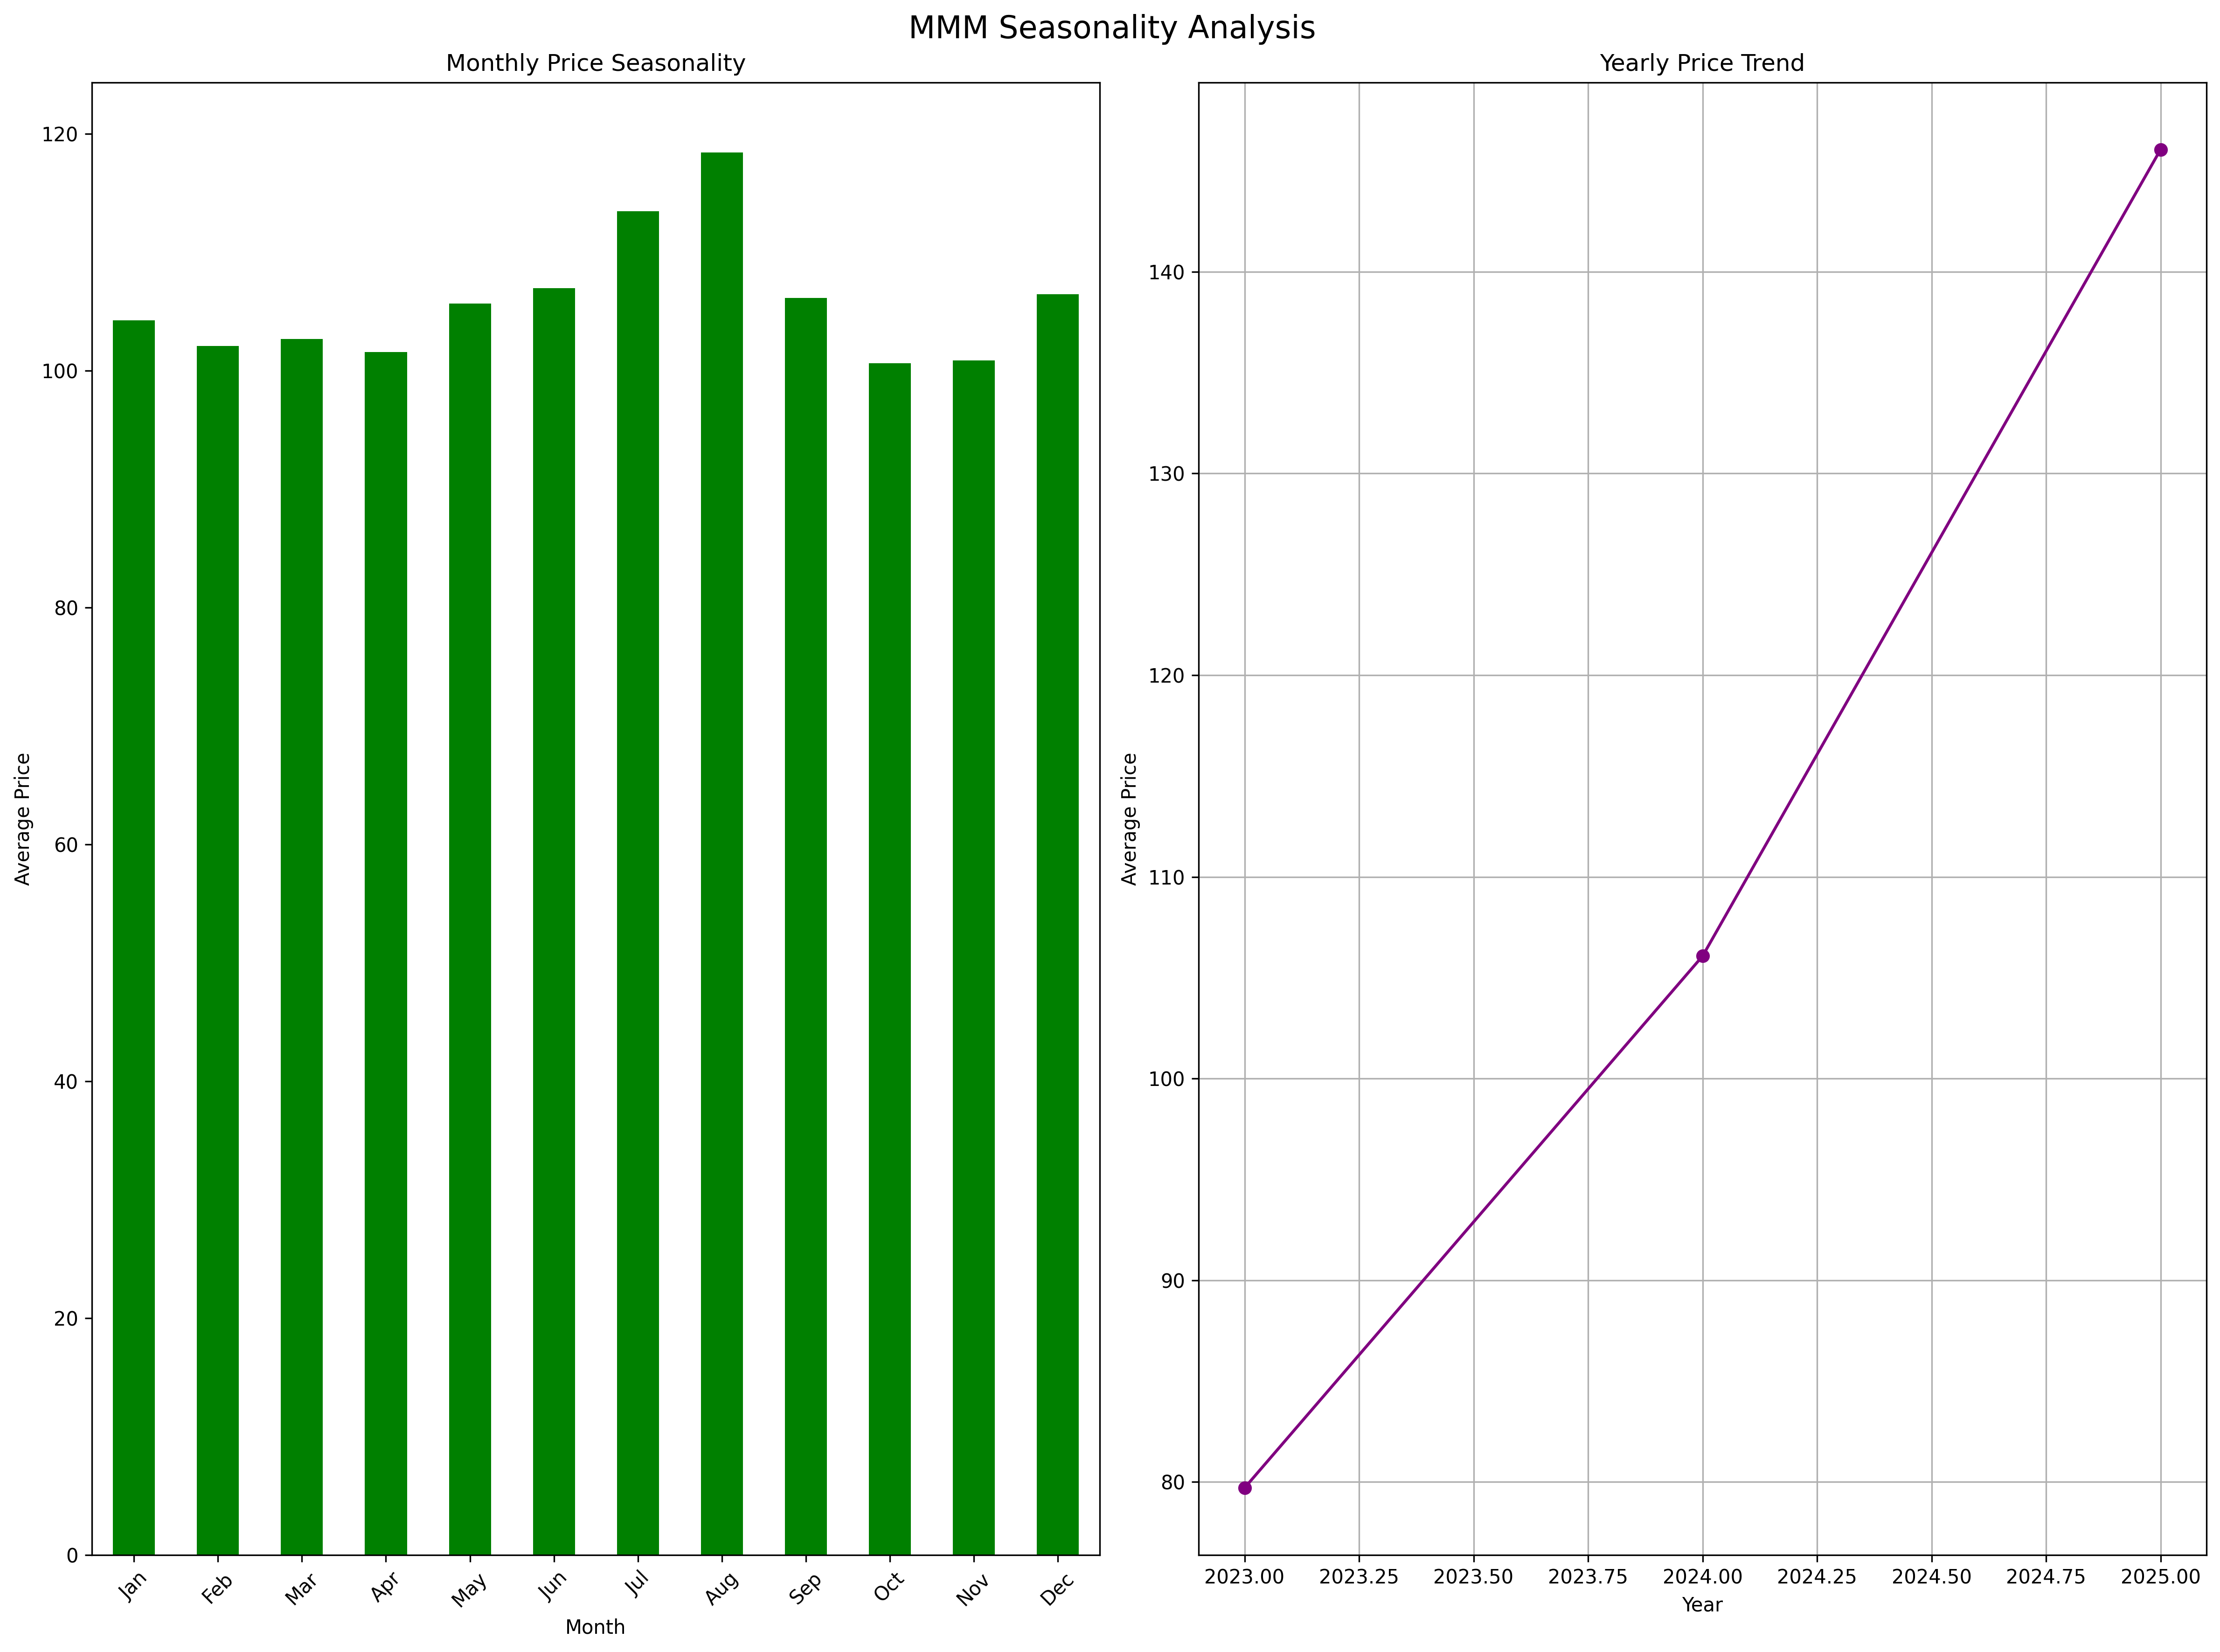 MMM Seasonality Analysis
Monthly Price Seasonality
120
100
80
60
40
20
0
Average Price
Jan Feb Mar Apr May Jun Jul Aug Sep Oct Nov Dec
Month
Yearly Price Trend
140
130
120
110
100
90
80
Average Price
2023.00 2023.25 2023.50 2023.75 2024.00 2024.25 2024.50 2024.75 2025.00
Year